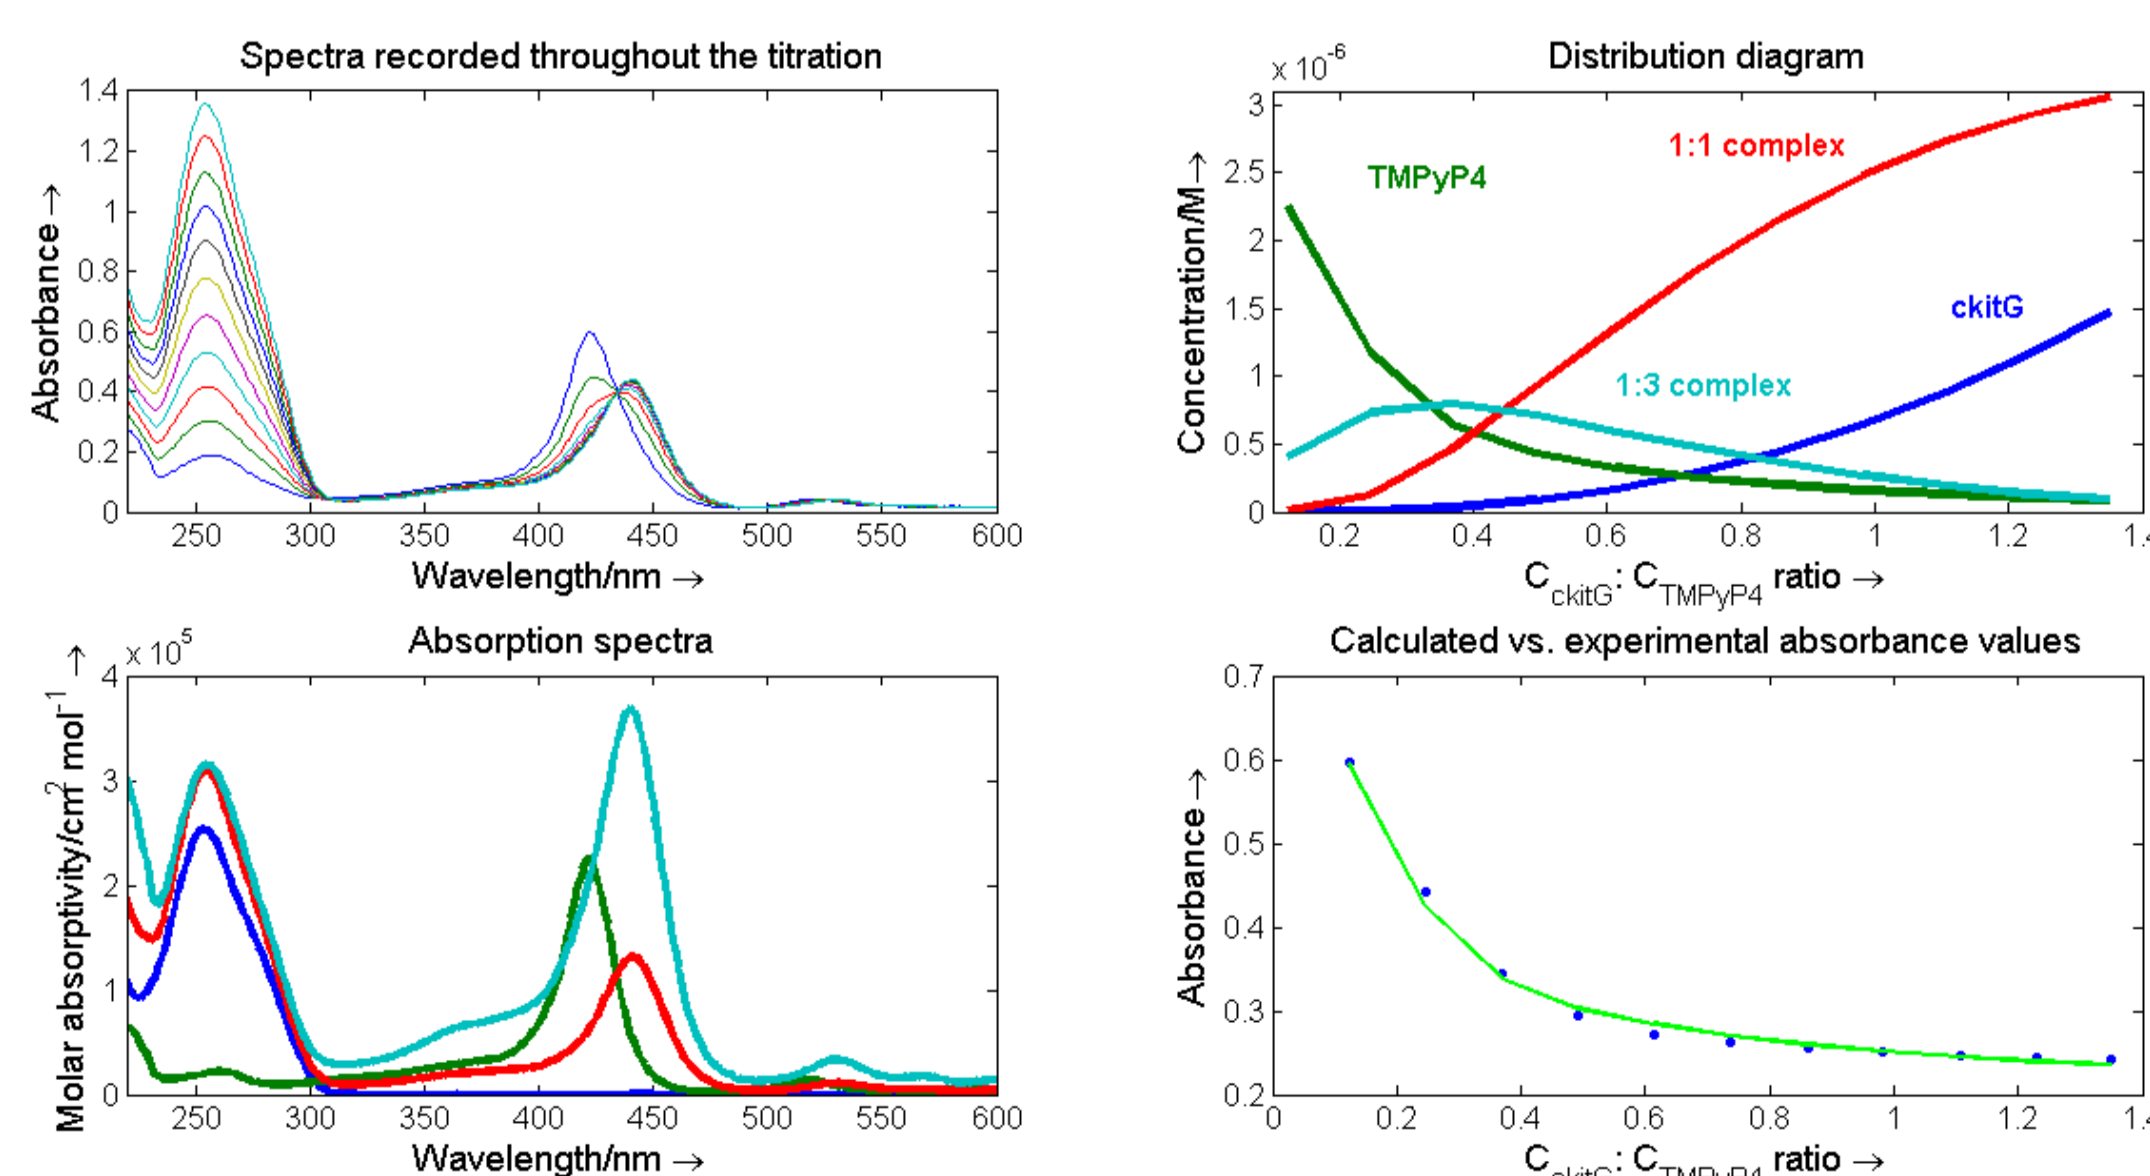 Spectra recorded throughout the titration
1.4
1.2
1
0.8
0.6
0.4
0.2
0
Absorbance →
250 300 350 400 450 500 550 600
Wavelength/nm →
Distribution diagram
x 10-6
3
2.5
2
1.5
1
0.5
0
Concentration/M →
TMPyP4
1:1 complex
ckitG
1:3 complex
0.2 0.4 0.6 0.8 1 1.2 1.4
CckitG: CTMPyP4 ratio →
Absorption spectra
x 105
4
3
2
1
0
Molar absorptivity/cm2 mol-1 →
250 300 350 400 450 500 550 600
Wavelength/nm →
Calculated vs. experimental absorbance values
0.7
0.6
0.5
0.4
0.3
0.2
Absorbance →
0 0.2 0.4 0.6 0.8 1 1.2 1.4
CckitG: CTMPyP4 ratio →